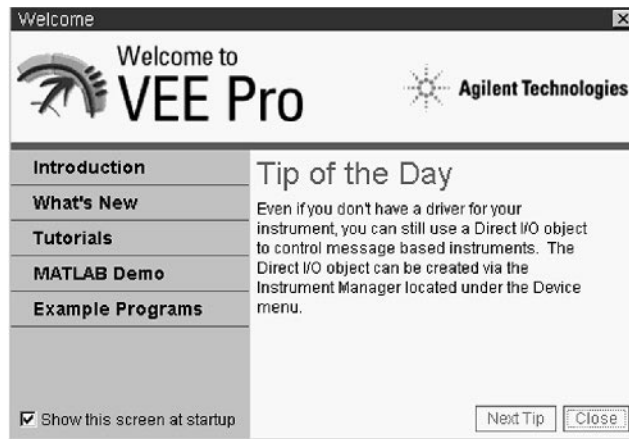 Welcome
Welcome to
VEE Pro
Agilent Technologies
Introduction
What's New
Tutorials
MATLAB Demo
Example Programs
Tip of the Day
Even if you don't have a driver for your
instrument, you can still use a Direct I/O object
to control message based instruments. The
Direct I/O object can be created via the
Instrument Manager located under the Device
menu.
Show this screen at startup
Next Tip
Close